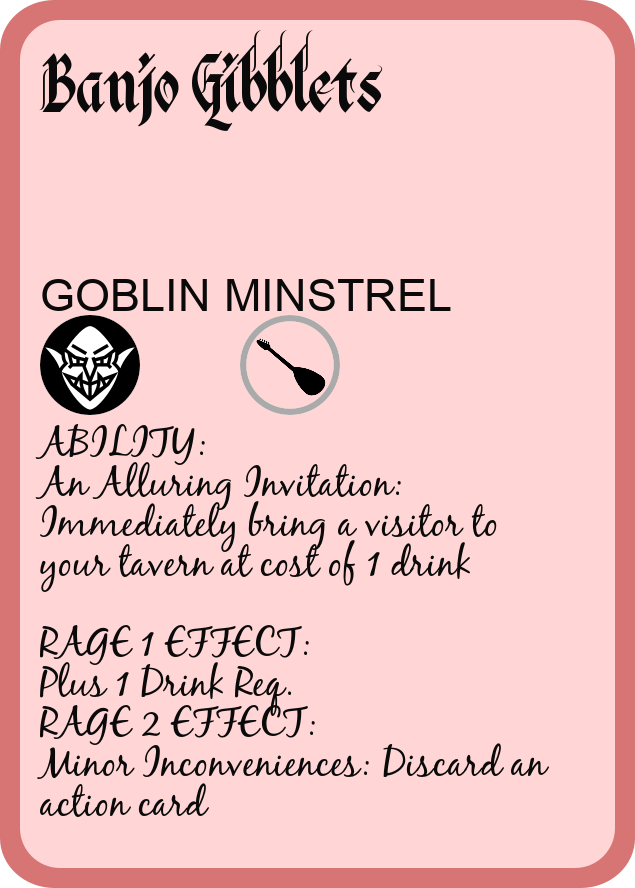 Banjo Gibblets
GOBLIN MINSTREL
ABILITY:
An Alluring Invitation:
Immediately bring a visitor to
your tavern at cost of 1 drink
RAGE 1 EFFECT:
Plus 1 Drink Req.
RAGE 2 EFFECT:
Minor Inconveniences: Discard an
action card